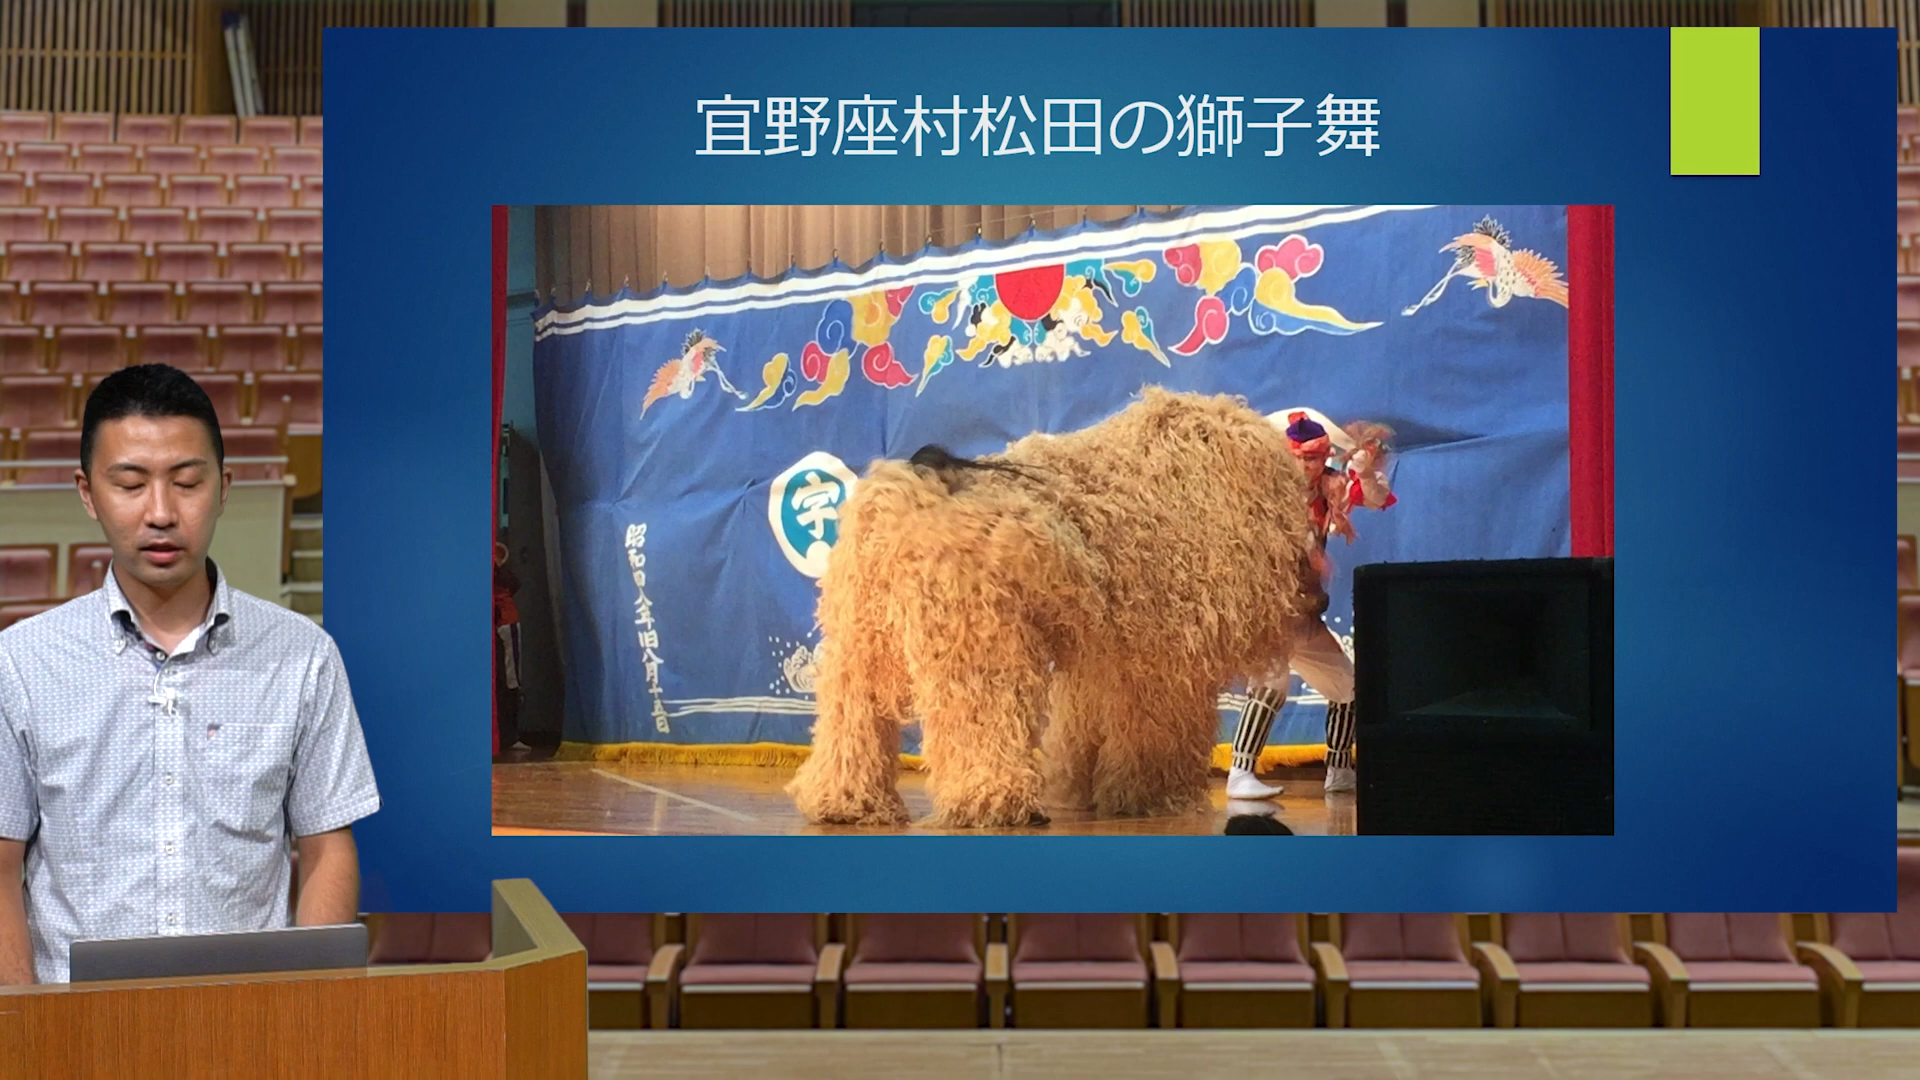 宜野座村松田の獅子舞
字
昭和四八年旧八月十五日